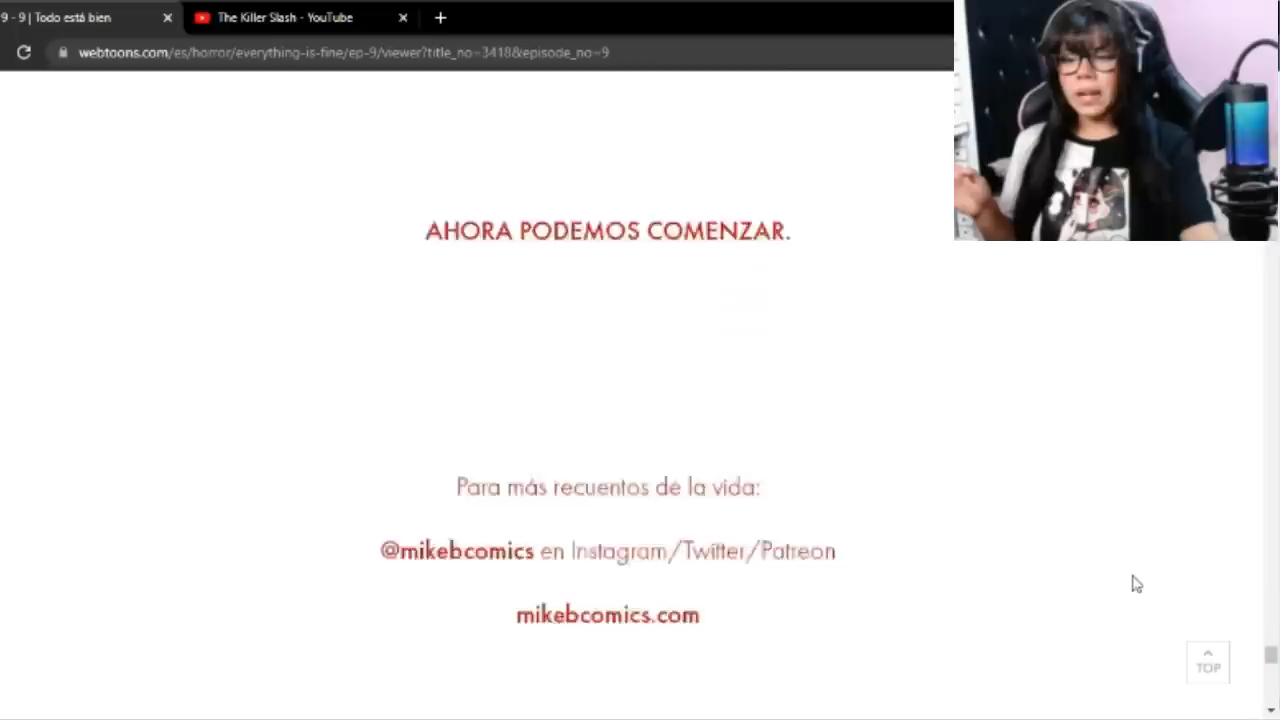 9 - 9 | Todo está bien
The Killer Slash - YouTube
webtoons.com/es/horror/everything-is-fine/ep-9/viewer?title_no=3418&episode_no=9
AHORA PODEMOS COMENZAR.
Para más recuentos de la vida:
@mikebcomics en Instagram/Twitter/Patreon
mikebcomics.com
TOP